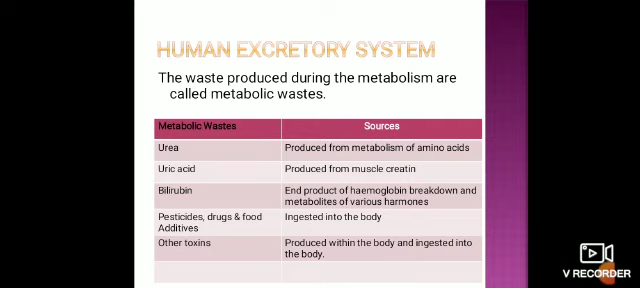 HUMAN EXCRETORY SYSTEM
The waste produced during the metabolism are
called metabolic wastes.
Metabolic Wastes Sources
Urea Produced from metabolism of amino acids
Uric acid Produced from muscle creatin
Bilirubin End product of haemoglobin breakdown and
metabolites of various harmones
Pesticides, drugs & food Ingested into the body
Additives
Other toxins Produced within the body and ingested into
the body.
V RECORDER